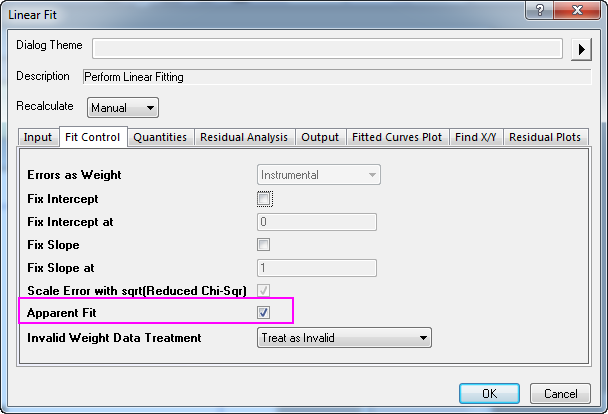 Linear Fit
Dialog Theme
Description Perform Linear Fitting
Recalculate Manual
Input Fit Control Quantities Residual Analysis Output Fitted Curves Plot Find X/Y Residual Plots
Errors as Weight Instrumental
Fix Intercept
Fix Intercept at 0
Fix Slope
Fix Slope at 1
Scale Error with sqrt(Reduced Chi-Sqr)
Apparent Fit
Invalid Weight Data Treatment Treat as Invalid
OK Cancel